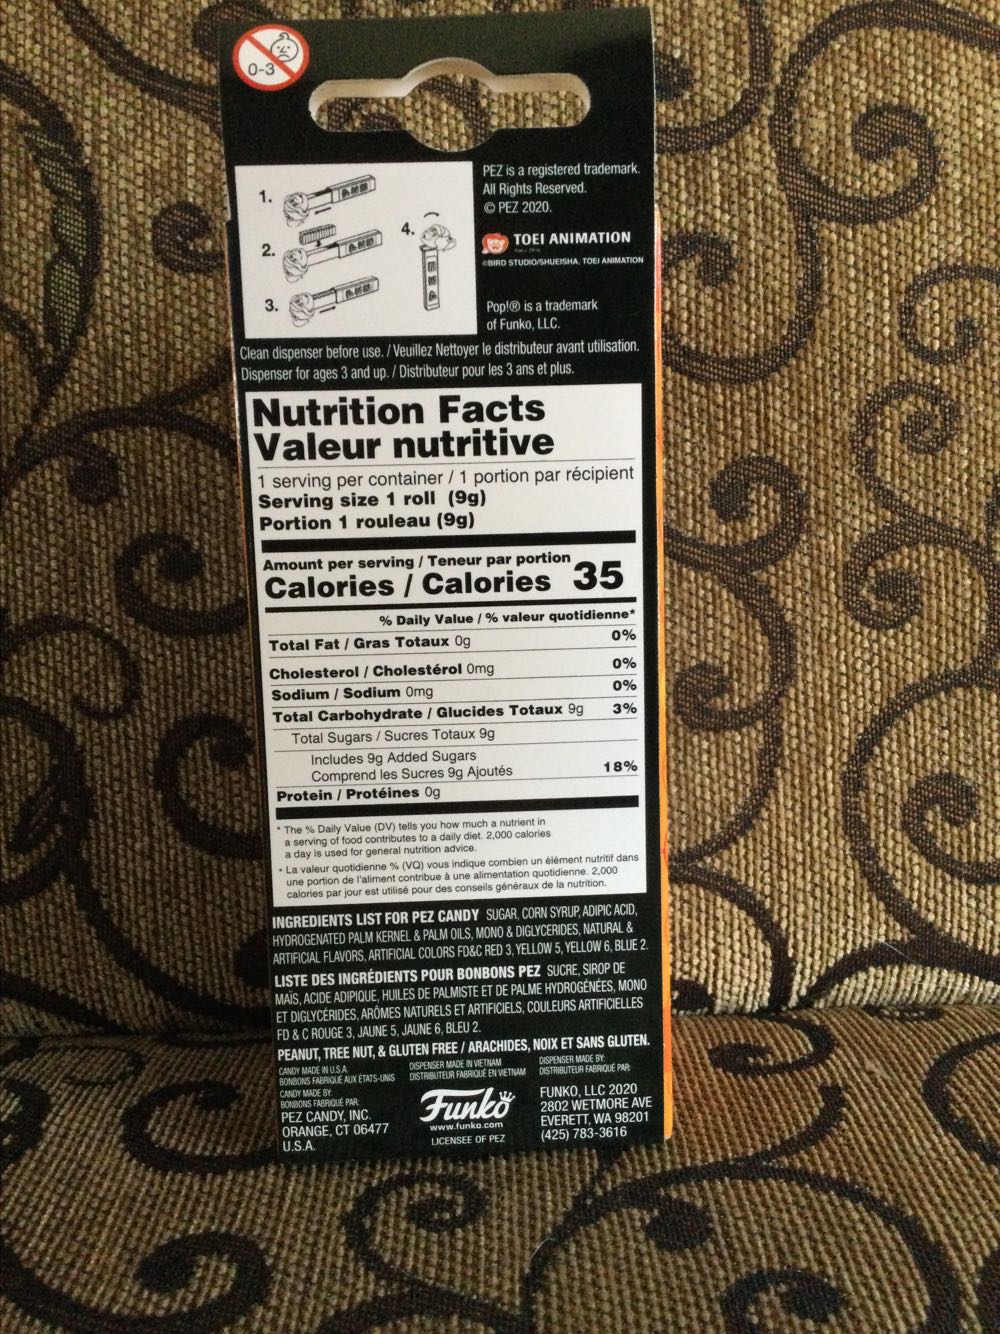 0-3
1.
2.
3.
4.
PEZ is a registered trademark.
All Rights Reserved.
© PEZ 2020.
TOEI ANIMATION
©BIRD STUDIO/SHUEISHA, TOEI ANIMATION
Pop!® is a trademark
of Funko, LLC.
Clean dispenser before use. / Veuillez Nettoyer le distributeur avant utilisation.
Dispenser for ages 3 and up. / Distributeur pour les 3 ans et plus.
Nutrition Facts
Valeur nutritive
1 serving per container / 1 portion par récipient
Serving size 1 roll (9g)
Portion 1 rouleau (9g)
Amount per serving / Teneur par portion
Calories / Calories 35
% Daily Value / % valeur quotidienne*
Total Fat / Gras Totaux 0g 0%
Cholesterol / Cholestérol 0mg 0%
Sodium / Sodium 0mg 0%
Total Carbohydrate / Glucides Totaux 9g 3%
Total Sugars / Sucres Totaux 9g
Includes 9g Added Sugars
Comprend les Sucres 9g Ajoutés 18%
Protein / Protéines 0g
* The % Daily Value (DV) tells you how much a nutrient in
a serving of food contributes to a daily diet. 2,000 calories
a day is used for general nutrition advice.
* La valeur quotidienne % (VQ) vous indique combien un élément nutritif dans
une portion de l'aliment contribue à une alimentation quotidienne. 2,000
calories par jour est utilisé pour des conseils généraux de la nutrition.
INGREDIENTS LIST FOR PEZ CANDY SUGAR, CORN SYRUP, ADIPIC ACID,
HYDROGENATED PALM KERNEL & PALM OILS, MONO & DIGLYCERIDES, NATURAL &
ARTIFICIAL FLAVORS, ARTIFICIAL COLORS FD&C RED 3, YELLOW 5, YELLOW 6, BLUE 2.
LISTE DES INGRÉDIENTS POUR BONBONS PEZ SUCRE, SIROP DE
MAÏS, ACIDE ADIPIQUE, HUILES DE PALMISTE ET DE PALME HYDROGÉNÉES, MONO
ET DIGLYCÉRIDES, ARÔMES NATURELS ET ARTIFICIELS, COULEURS ARTIFICIELLES
FD & C ROUGE 3, JAUNE 5, JAUNE 6, BLEU 2.
PEANUT, TREE NUT, & GLUTEN FREE / ARACHIDES, NOIX ET SANS GLUTEN.
CANDY MADE IN U.S.A.
BONBONS FABRIQUÉ AUX ÉTATS-UNIS
CANDY MADE BY:
BONBONS FABRIQUÉ PAR:
PEZ CANDY, INC.
ORANGE, CT 06477
U.S.A.
DISPENSER MADE IN VIETNAM
DISTRIBUTEUR FABRIQUÉ EN VIETNAM
Funko
www.funko.com
LICENSEE OF PEZ
DISPENSER MADE BY:
DISTRIBUTEUR FABRIQUÉ PAR:
FUNKO, LLC 2020
2802 WETMORE AVE
EVERETT, WA 98201
(425) 783-3616